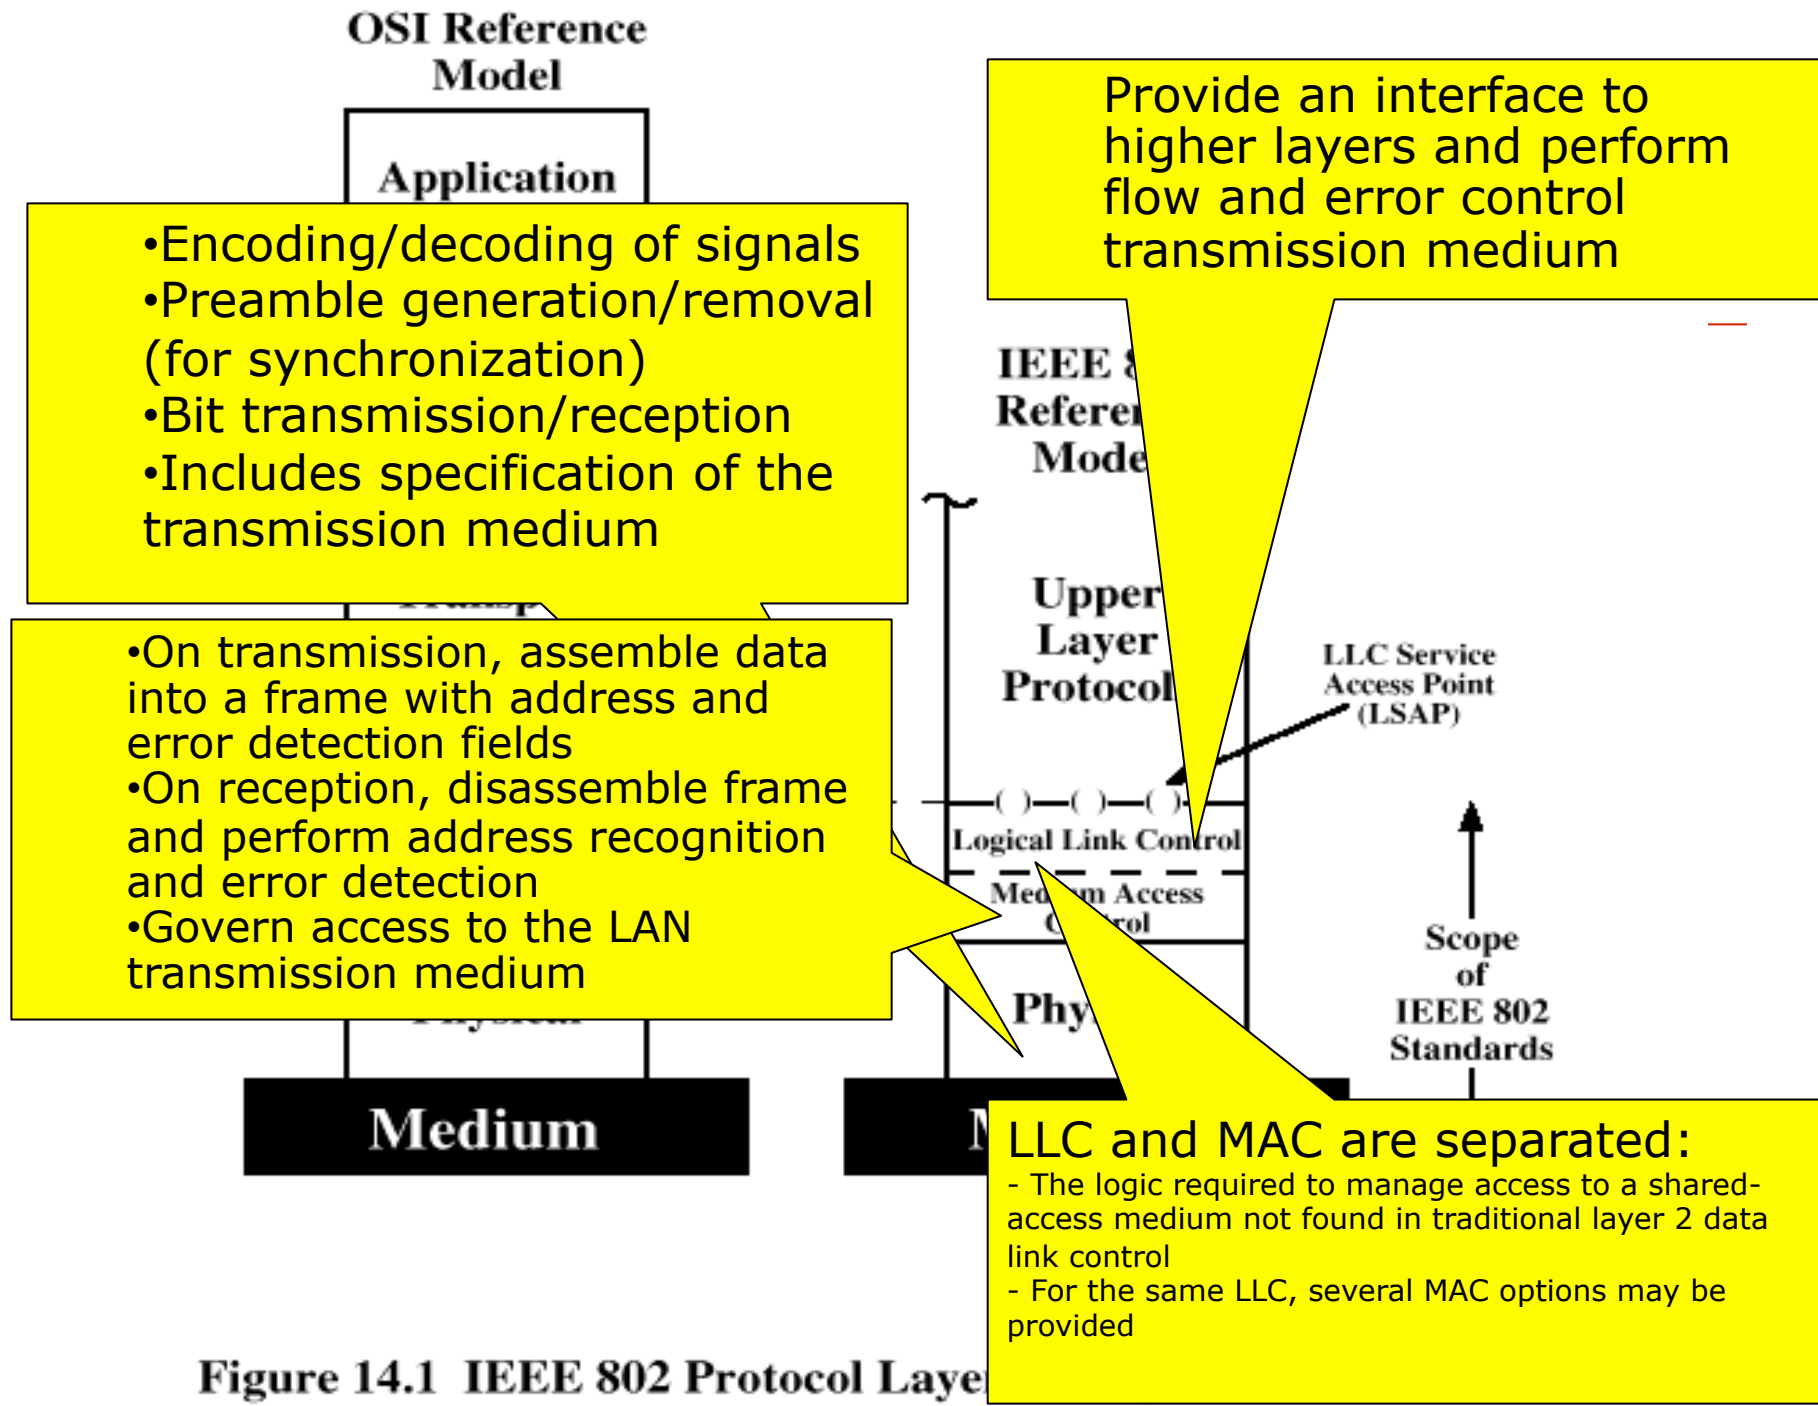 OSI Reference
Model
Application
•Encoding/decoding of signals
•Preamble generation/removal
(for synchronization)
•Bit transmission/reception
•Includes specification of the
transmission medium
•On transmission, assemble data
into a frame with address and
error detection fields
•On reception, disassemble frame
and perform address recognition
and error detection
•Govern access to the LAN
transmission medium
Physical
Medium
Provide an interface to
higher layers and perform
flow and error control
transmission medium
IEEE
Upper
Layer
LLC Service
Access Point
(LSAP)
( ) ( ) ( )
Logical Link Control
Medium Access
Scope
of
IEEE 802
Standards
LLC and MAC are separated:
- The logic required to manage access to a shared-
access medium not found in traditional layer 2 data
link control
- For the same LLC, several MAC options may be
provided
Figure 14.1 IEEE 802 Protocol